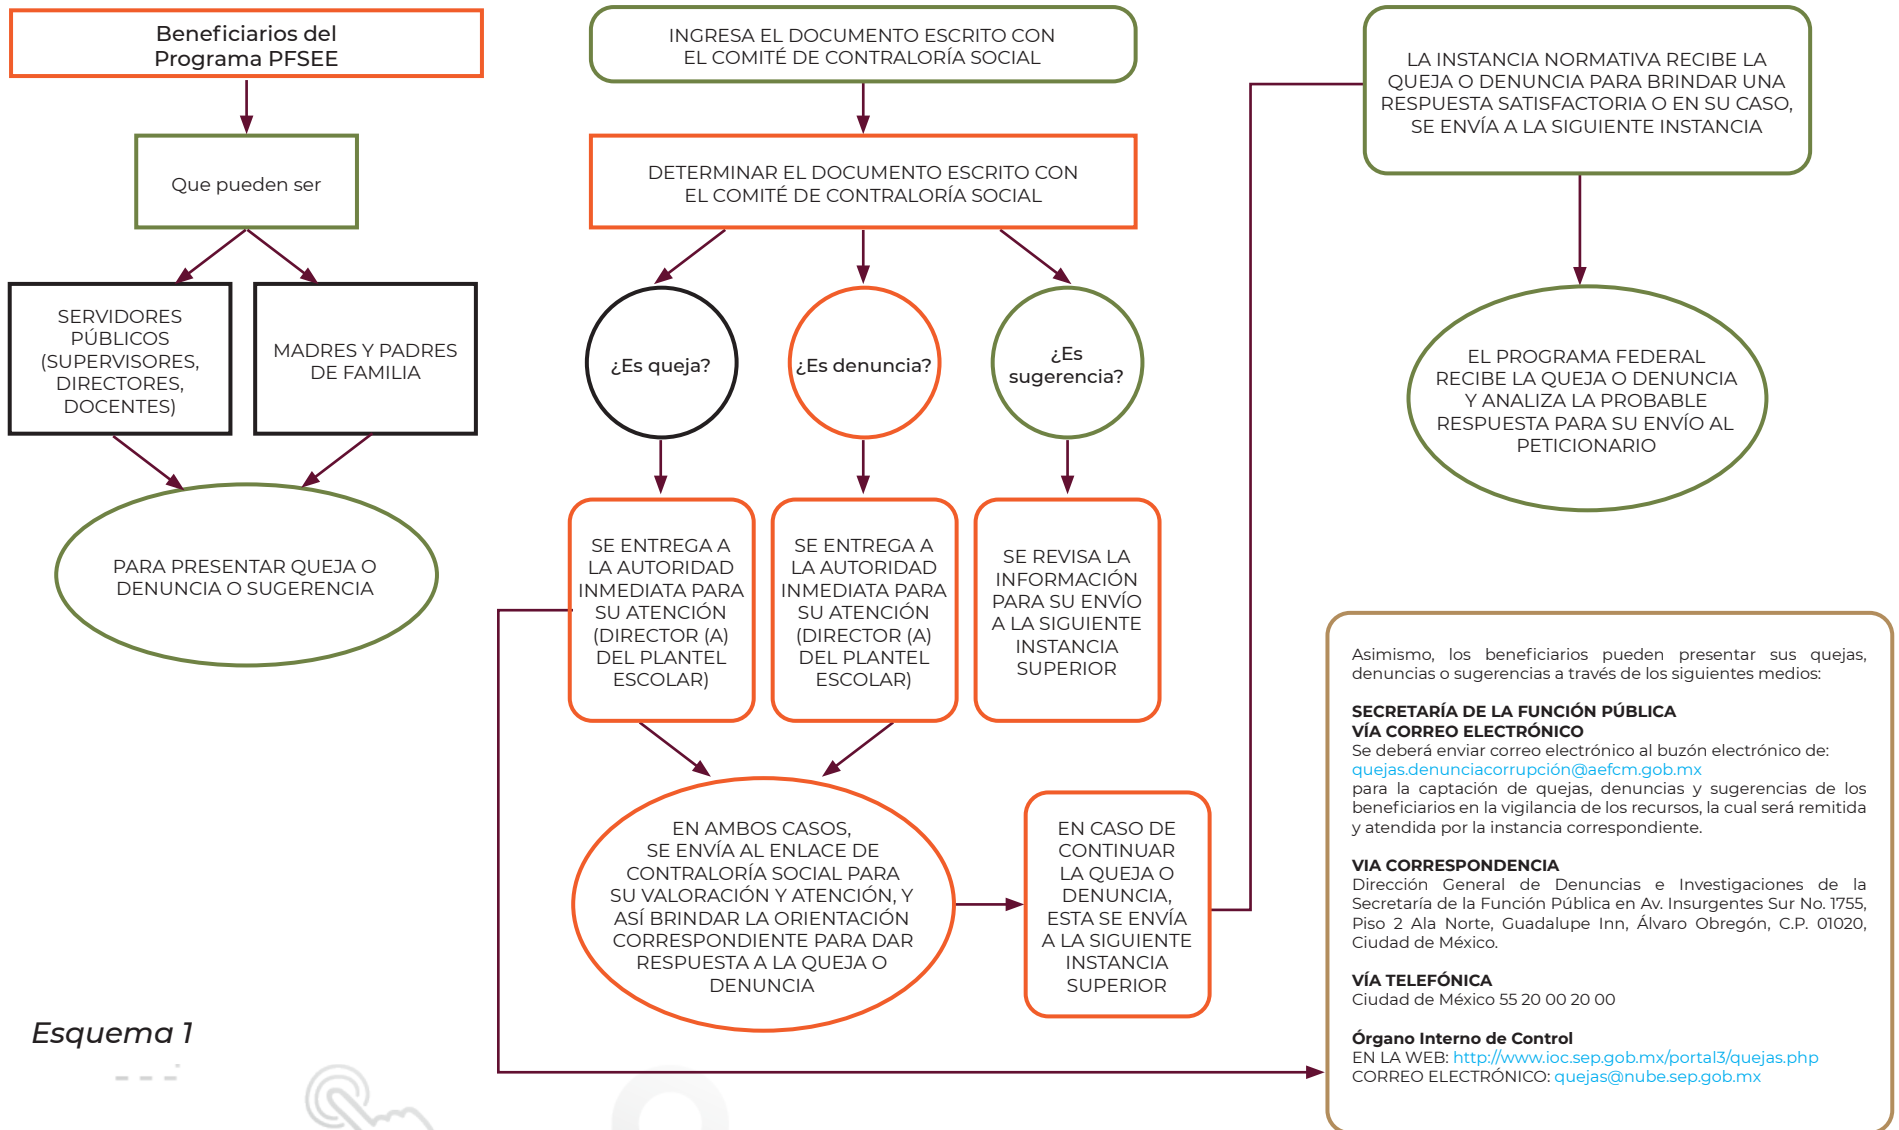 Beneficiarios del
Programa PFSEE
Que pueden ser
SERVIDORES
PÚBLICOS
(SUPERVISORES,
DIRECTORES,
DOCENTES)
MADRES Y PADRES
DE FAMILIA
PARA PRESENTAR QUEJA O
DENUNCIA O SUGERENCIA
INGRESA EL DOCUMENTO ESCRITO CON
EL COMITÉ DE CONTRALORÍA SOCIAL
DETERMINAR EL DOCUMENTO ESCRITO CON
EL COMITÉ DE CONTRALORÍA SOCIAL
¿Es queja?
¿Es denuncia?
¿Es
sugerencia?
SE ENTREGA A
LA AUTORIDAD
INMEDIATA PARA
SU ATENCIÓN
(DIRECTOR (A)
DEL PLANTEL
ESCOLAR)
SE ENTREGA A
LA AUTORIDAD
INMEDIATA PARA
SU ATENCIÓN
(DIRECTOR (A)
DEL PLANTEL
ESCOLAR)
SE REVISA LA
INFORMACIÓN
PARA SU ENVÍO
A LA SIGUIENTE
INSTANCIA
SUPERIOR
EN AMBOS CASOS,
SE ENVÍA AL ENLACE DE
CONTRALORÍA SOCIAL PARA
SU VALORACIÓN Y ATENCIÓN, Y
ASÍ BRINDAR LA ORIENTACIÓN
CORRESPONDIENTE PARA DAR
RESPUESTA A LA QUEJA O
DENUNCIA
EN CASO DE
CONTINUAR
LA QUEJA O
DENUNCIA,
ESTA SE ENVÍA
A LA SIGUIENTE
INSTANCIA
SUPERIOR
LA INSTANCIA NORMATIVA RECIBE LA
QUEJA O DENUNCIA PARA BRINDAR UNA
RESPUESTA SATISFACTORIA O EN SU CASO,
SE ENVÍA A LA SIGUIENTE INSTANCIA
EL PROGRAMA FEDERAL
RECIBE LA QUEJA O DENUNCIA
Y ANALIZA LA PROBABLE
RESPUESTA PARA SU ENVÍO AL
PETICIONARIO
Asimismo, los beneficiarios pueden presentar sus quejas,
denuncias o sugerencias a través de los siguientes medios:
SECRETARÍA DE LA FUNCIÓN PÚBLICA
VÍA CORREO ELECTRÓNICO
Se deberá enviar correo electrónico al buzón electrónico de:
quejas.denunciacorrupción@aefcm.gob.mx
para la captación de quejas, denuncias y sugerencias de los
beneficiarios en la vigilancia de los recursos, la cual será remitida
y atendida por la instancia correspondiente.
VIA CORRESPONDENCIA
Dirección General de Denuncias e Investigaciones de la
Secretaría de la Función Pública en Av. Insurgentes Sur No. 1755,
Piso 2 Ala Norte, Guadalupe Inn, Álvaro Obregón, C.P. 01020,
Ciudad de México.
VÍA TELEFÓNICA
Ciudad de México 55 20 00 20 00
Órgano Interno de Control
EN LA WEB: http://www.ioc.sep.gob.mx/portal3/quejas.php
CORREO ELECTRÓNICO: quejas@nube.sep.gob.mx
Esquema 1